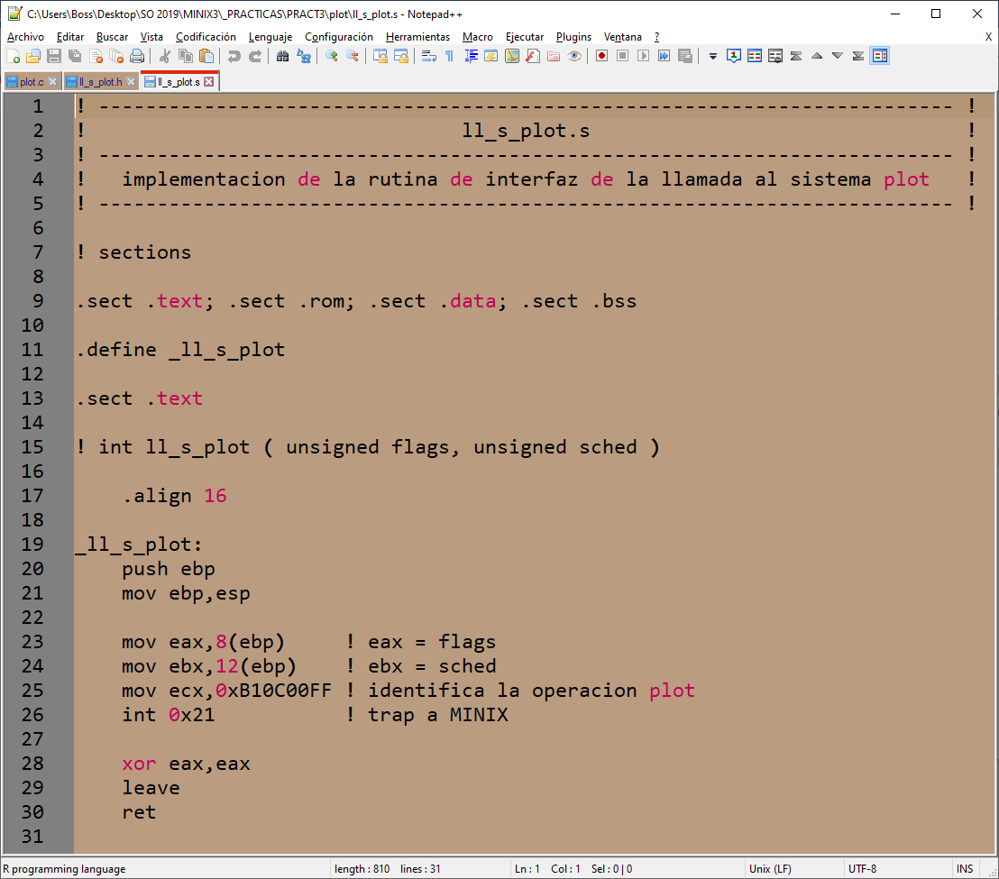 C:\Users\Boss\Desktop\SO 2019\MINIX3\_PRACTICAS\PRACT3\plot\ll_s_plot.s - Notepad++
Archivo Editar Buscar Vista Codificación Lenguaje Configuración Herramientas Macro Ejecutar Plugins Ventana ? X
plot.c ll_s_plot.h ll_s_plot.s
1 ! ------------------------------------------------------------------------- !
2 ! ll_s_plot.s !
3 ! ------------------------------------------------------------------------- !
4 ! implementacion de la rutina de interfaz de la llamada al sistema plot !
5 ! ------------------------------------------------------------------------- !
6
7 ! sections
8
9 .sect .text; .sect .rom; .sect .data; .sect .bss
10
11 .define _ll_s_plot
12
13 .sect .text
14
15 ! int ll_s_plot ( unsigned flags, unsigned sched )
16
17 .align 16
18
19 _ll_s_plot:
20 push ebp
21 mov ebp,esp
22
23 mov eax,8(ebp) ! eax = flags
24 mov ebx,12(ebp) ! ebx = sched
25 mov ecx,0xB10C00FF ! identifica la operacion plot
26 int 0x21 ! trap a MINIX
27
28 xor eax,eax
29 leave
30 ret
31
R programming language length : 810 lines : 31 Ln : 1 Col : 1 Sel : 0 | 0 Unix (LF) UTF-8 INS